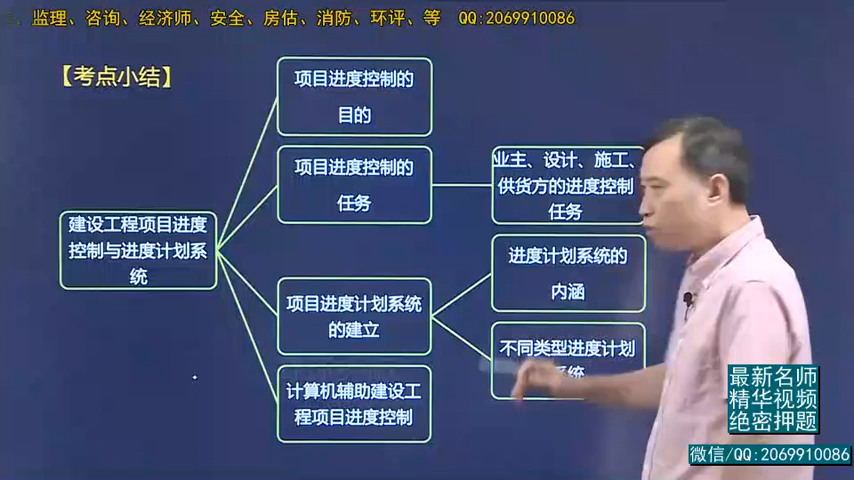 监理、咨询、经济师、安全、房估、消防、环评、等 QQ:2069910086
【考点小结】
项目进度控制的
目的
项目进度控制的
任务
业主、设计、施工、
供货方的进度控制
任务
建设工程项目进度
控制与进度计划系
统
进度计划系统的
内涵
项目进度计划系统
的建立
不同类型进度计划
系统
计算机辅助建设工
程项目进度控制
最新名师
精华视频
绝密押题
微信/QQ:2069910086